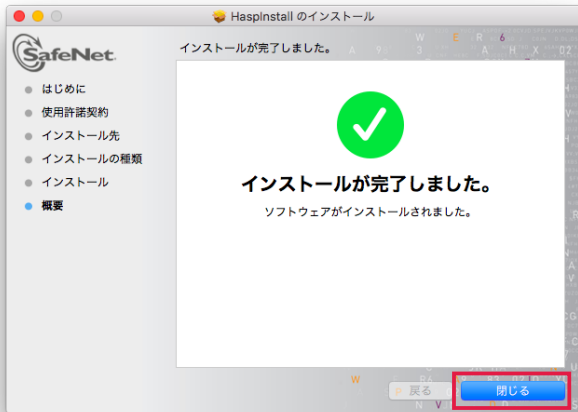 HaspInstall のインストール
SafeNet.
インストールが完了しました。
はじめに
使用許諾契約
インストール先
インストールの種類
インストール
概要
インストールが完了しました。
ソフトウェアがインストールされました。
戻る
閉じる